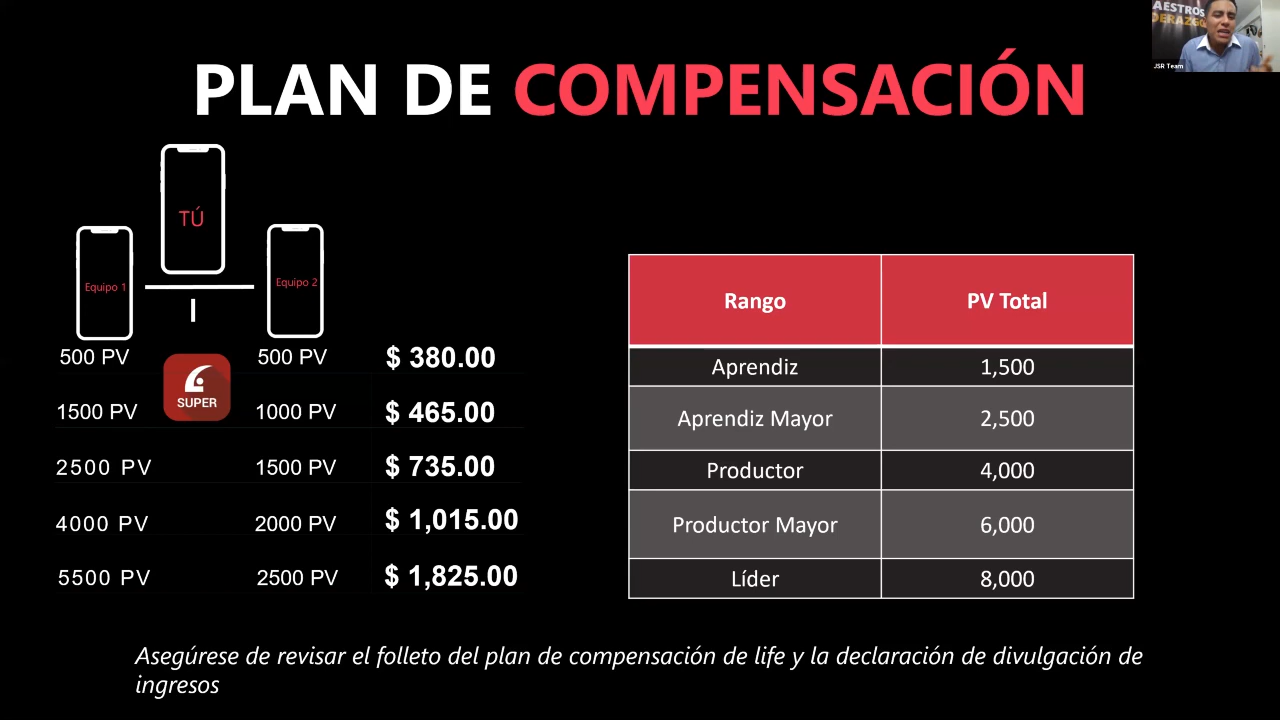 AESTROS
DERAZGO
JSR Team
PLAN DE COMPENSACIÓN
TÚ
Equipo 1
Equipo 2
500 PV 500 PV $ 380.00
SUPER
1500 PV 1000 PV $ 465.00
2500 PV 1500 PV $ 735.00
4000 PV 2000 PV $ 1,015.00
5500 PV 2500 PV $ 1,825.00
Rango PV Total
Aprendiz 1,500
Aprendiz Mayor 2,500
Productor 4,000
Productor Mayor 6,000
Líder 8,000
Asegúrese de revisar el folleto del plan de compensación de life y la declaración de divulgación de
ingresos